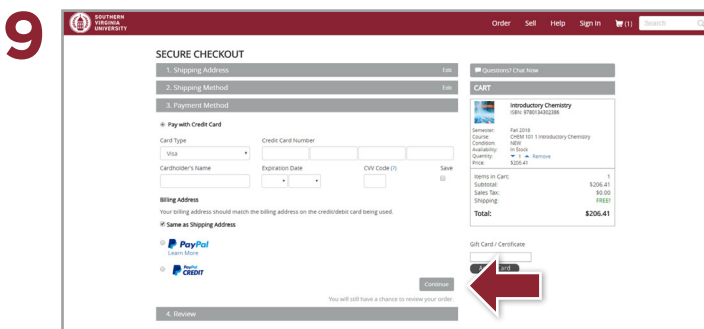 9
SOUTHERN
VIRGINIA
UNIVERSITY
Order Sell Help Sign In (1) Search
SECURE CHECKOUT
1. Shipping Address Edit
2. Shipping Method Edit
3. Payment Method
Pay with Credit Card
Card Type Credit Card Number
Visa
Cardholder's Name Expiration Date CVV Code (?) Save
Billing Address
Your billing address should match the billing address on the credit/debit card being used.
Same as Shipping Address
PayPal
Learn More
PayPal
CREDIT
Continue
You will still have a chance to review your order
4. Review
Questions? Chat Now
CART
Introductory Chemistry
ISBN: 9780134302386
Semester: Fall 2018
Course: CHEM 101 1 Introductory Chemistry
Condition: NEW
Availability: In Stock
Quantity: 1 Remove
Price: $206.41
Items in Cart: 1
Subtotal: $206.41
Sales Tax: $0.00
Shipping: FREE!
Total: $206.41
Gift Card / Certificate